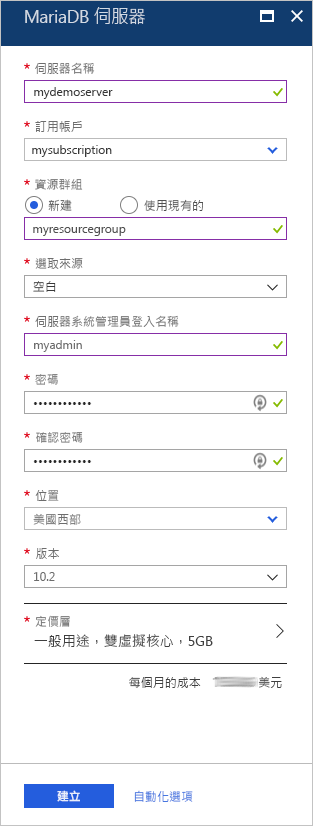 MariaDB 伺服器
* 伺服器名稱
mydemoserver
* 訂用帳戶
mysubscription
* 資源群組
新建 使用現有的
myresourcegroup
* 選取來源
空白
* 伺服器系統管理員登入名稱
myadmin
* 密碼
••••••••••••
* 確認密碼
••••••••••••
* 位置
美國西部
* 版本
10.2
* 定價層
一般用途，雙虛擬核心，5GB
每個月的成本 美元
建立 自動化選項